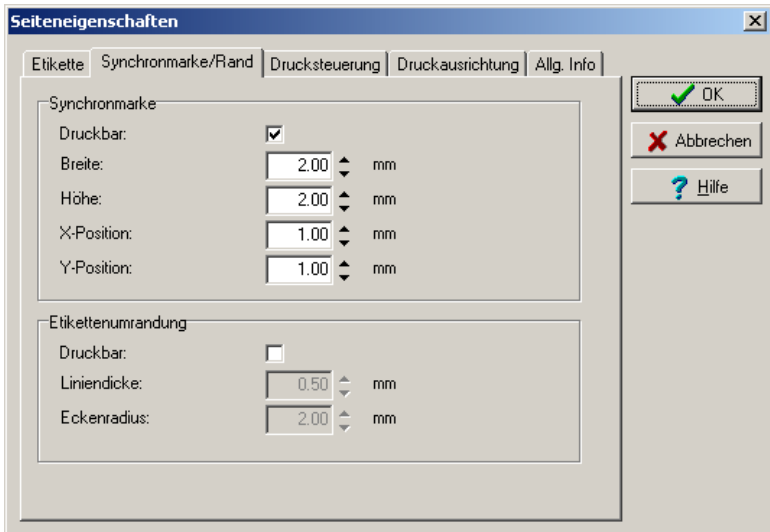 Seiteneigenschaften
Etikette Synchronmarke/Rand Drucksteuerung Druckausrichtung Allg. Info
Synchronmarke
Druckbar:
Breite: 2.00 mm
Höhe: 2.00 mm
X-Position: 1.00 mm
Y-Position: 1.00 mm
Etikettenumrandung
Druckbar:
Liniendicke: 0.50 mm
Eckenradius: 2.00 mm
OK
Abbrechen
Hilfe